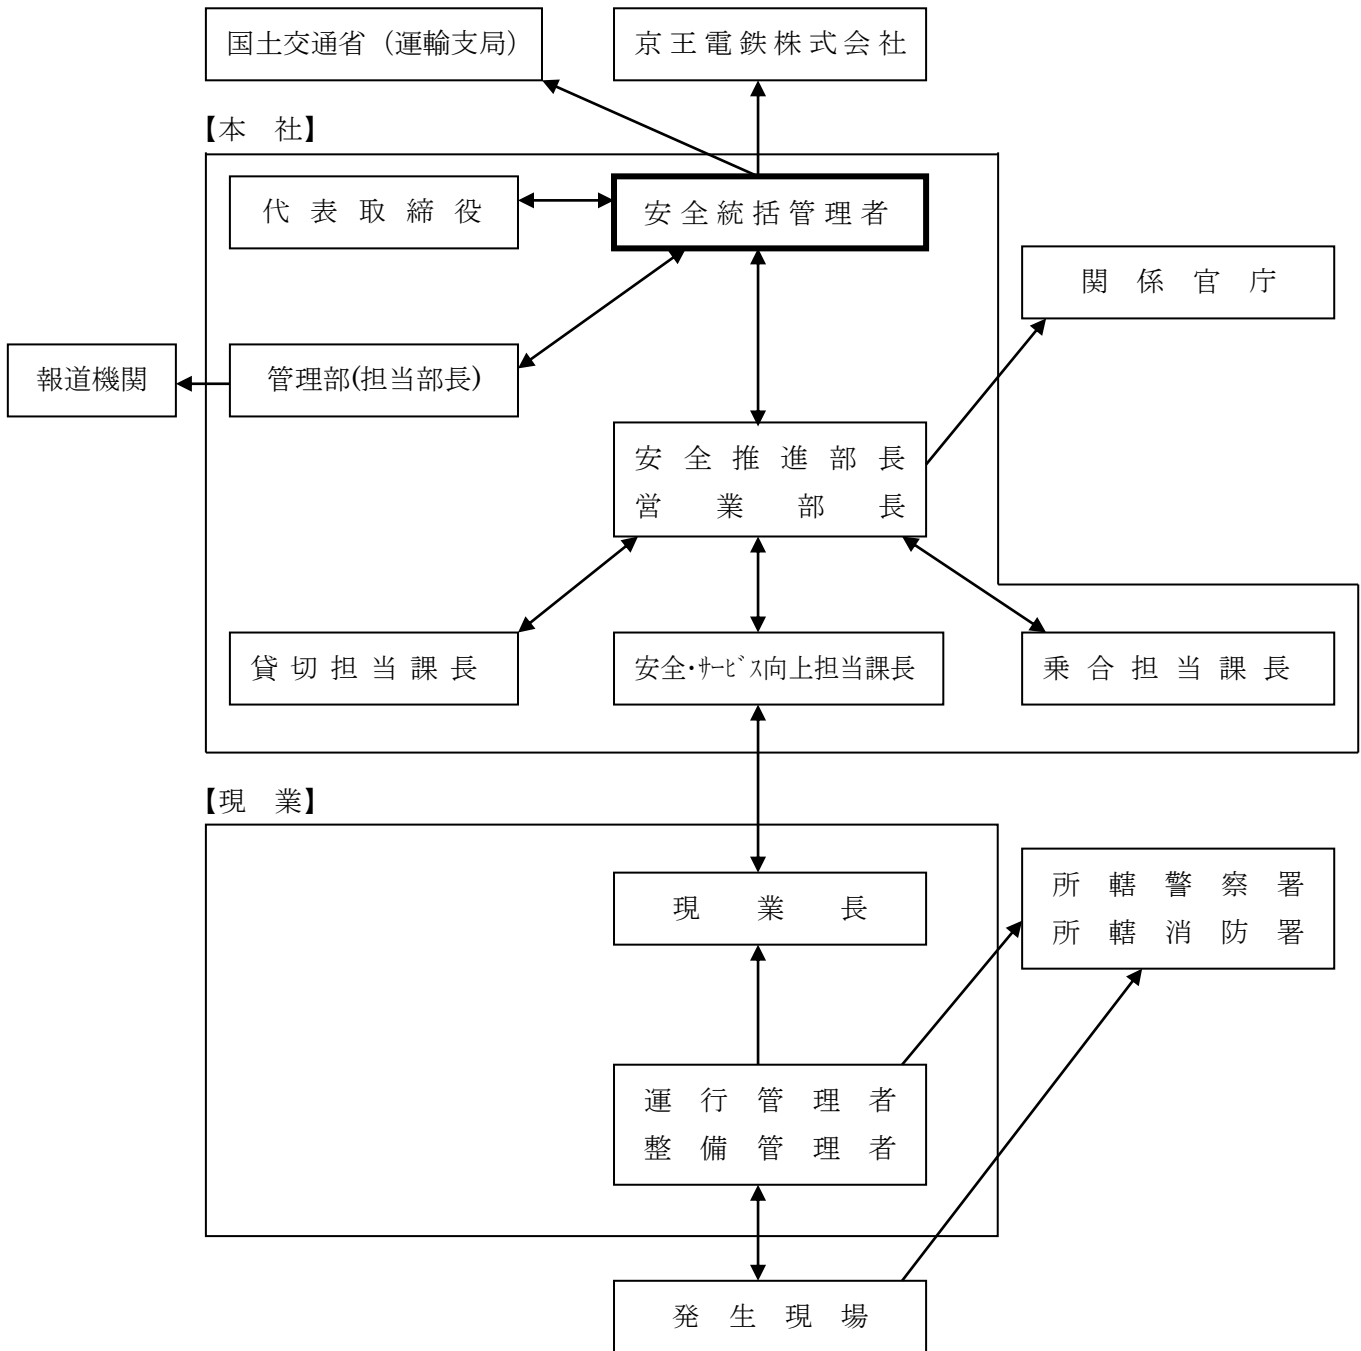 国土交通省（運輸支局）
京王電鉄株式会社
【本　社】
代表取締役
安全統括管理者
関係官庁
報道機関
管理部(担当部長)
安全推進部長
営業部長
貸切担当課長
安全・ｻｰﾋﾞｽ向上担当課長
乗合担当課長
【現　業】
現業長
所轄警察署
所轄消防署
運行管理者
整備管理者
発生現場